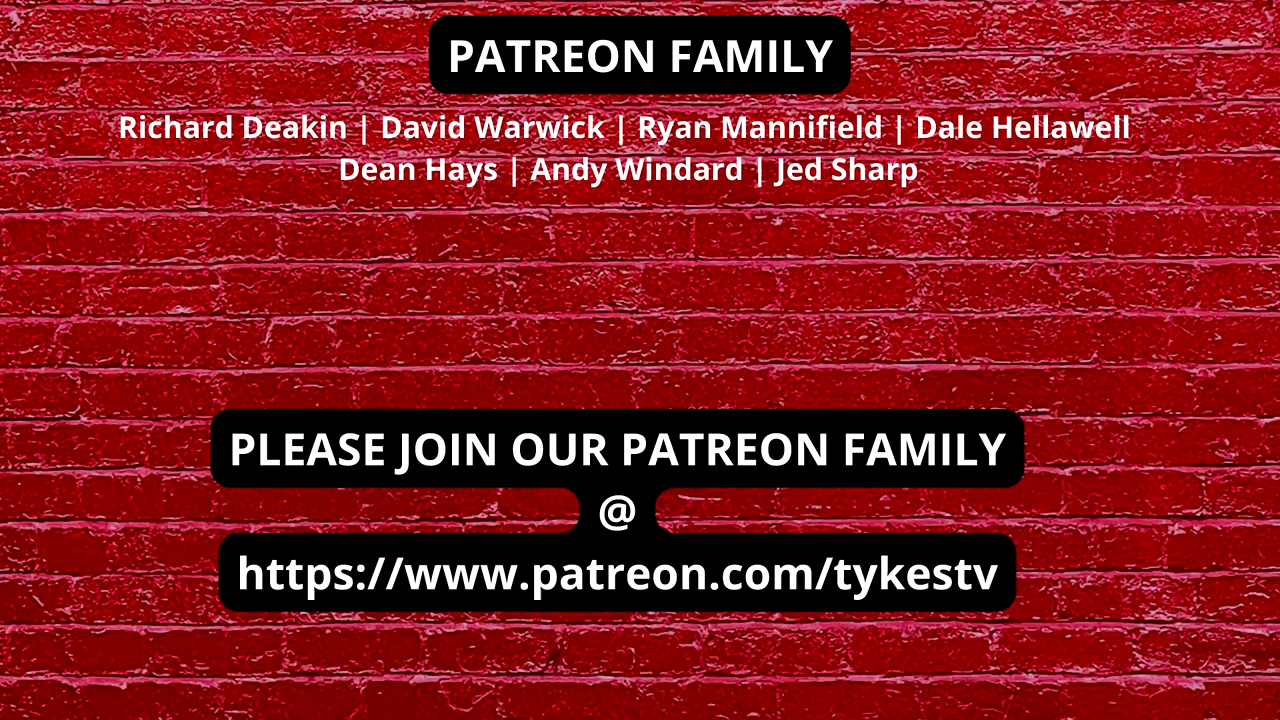 PATREON FAMILY
Richard Deakin | David Warwick | Ryan Mannifield | Dale Hellawell
Dean Hays | Andy Windard | Jed Sharp
PLEASE JOIN OUR PATREON FAMILY
@
https://www.patreon.com/tykestv